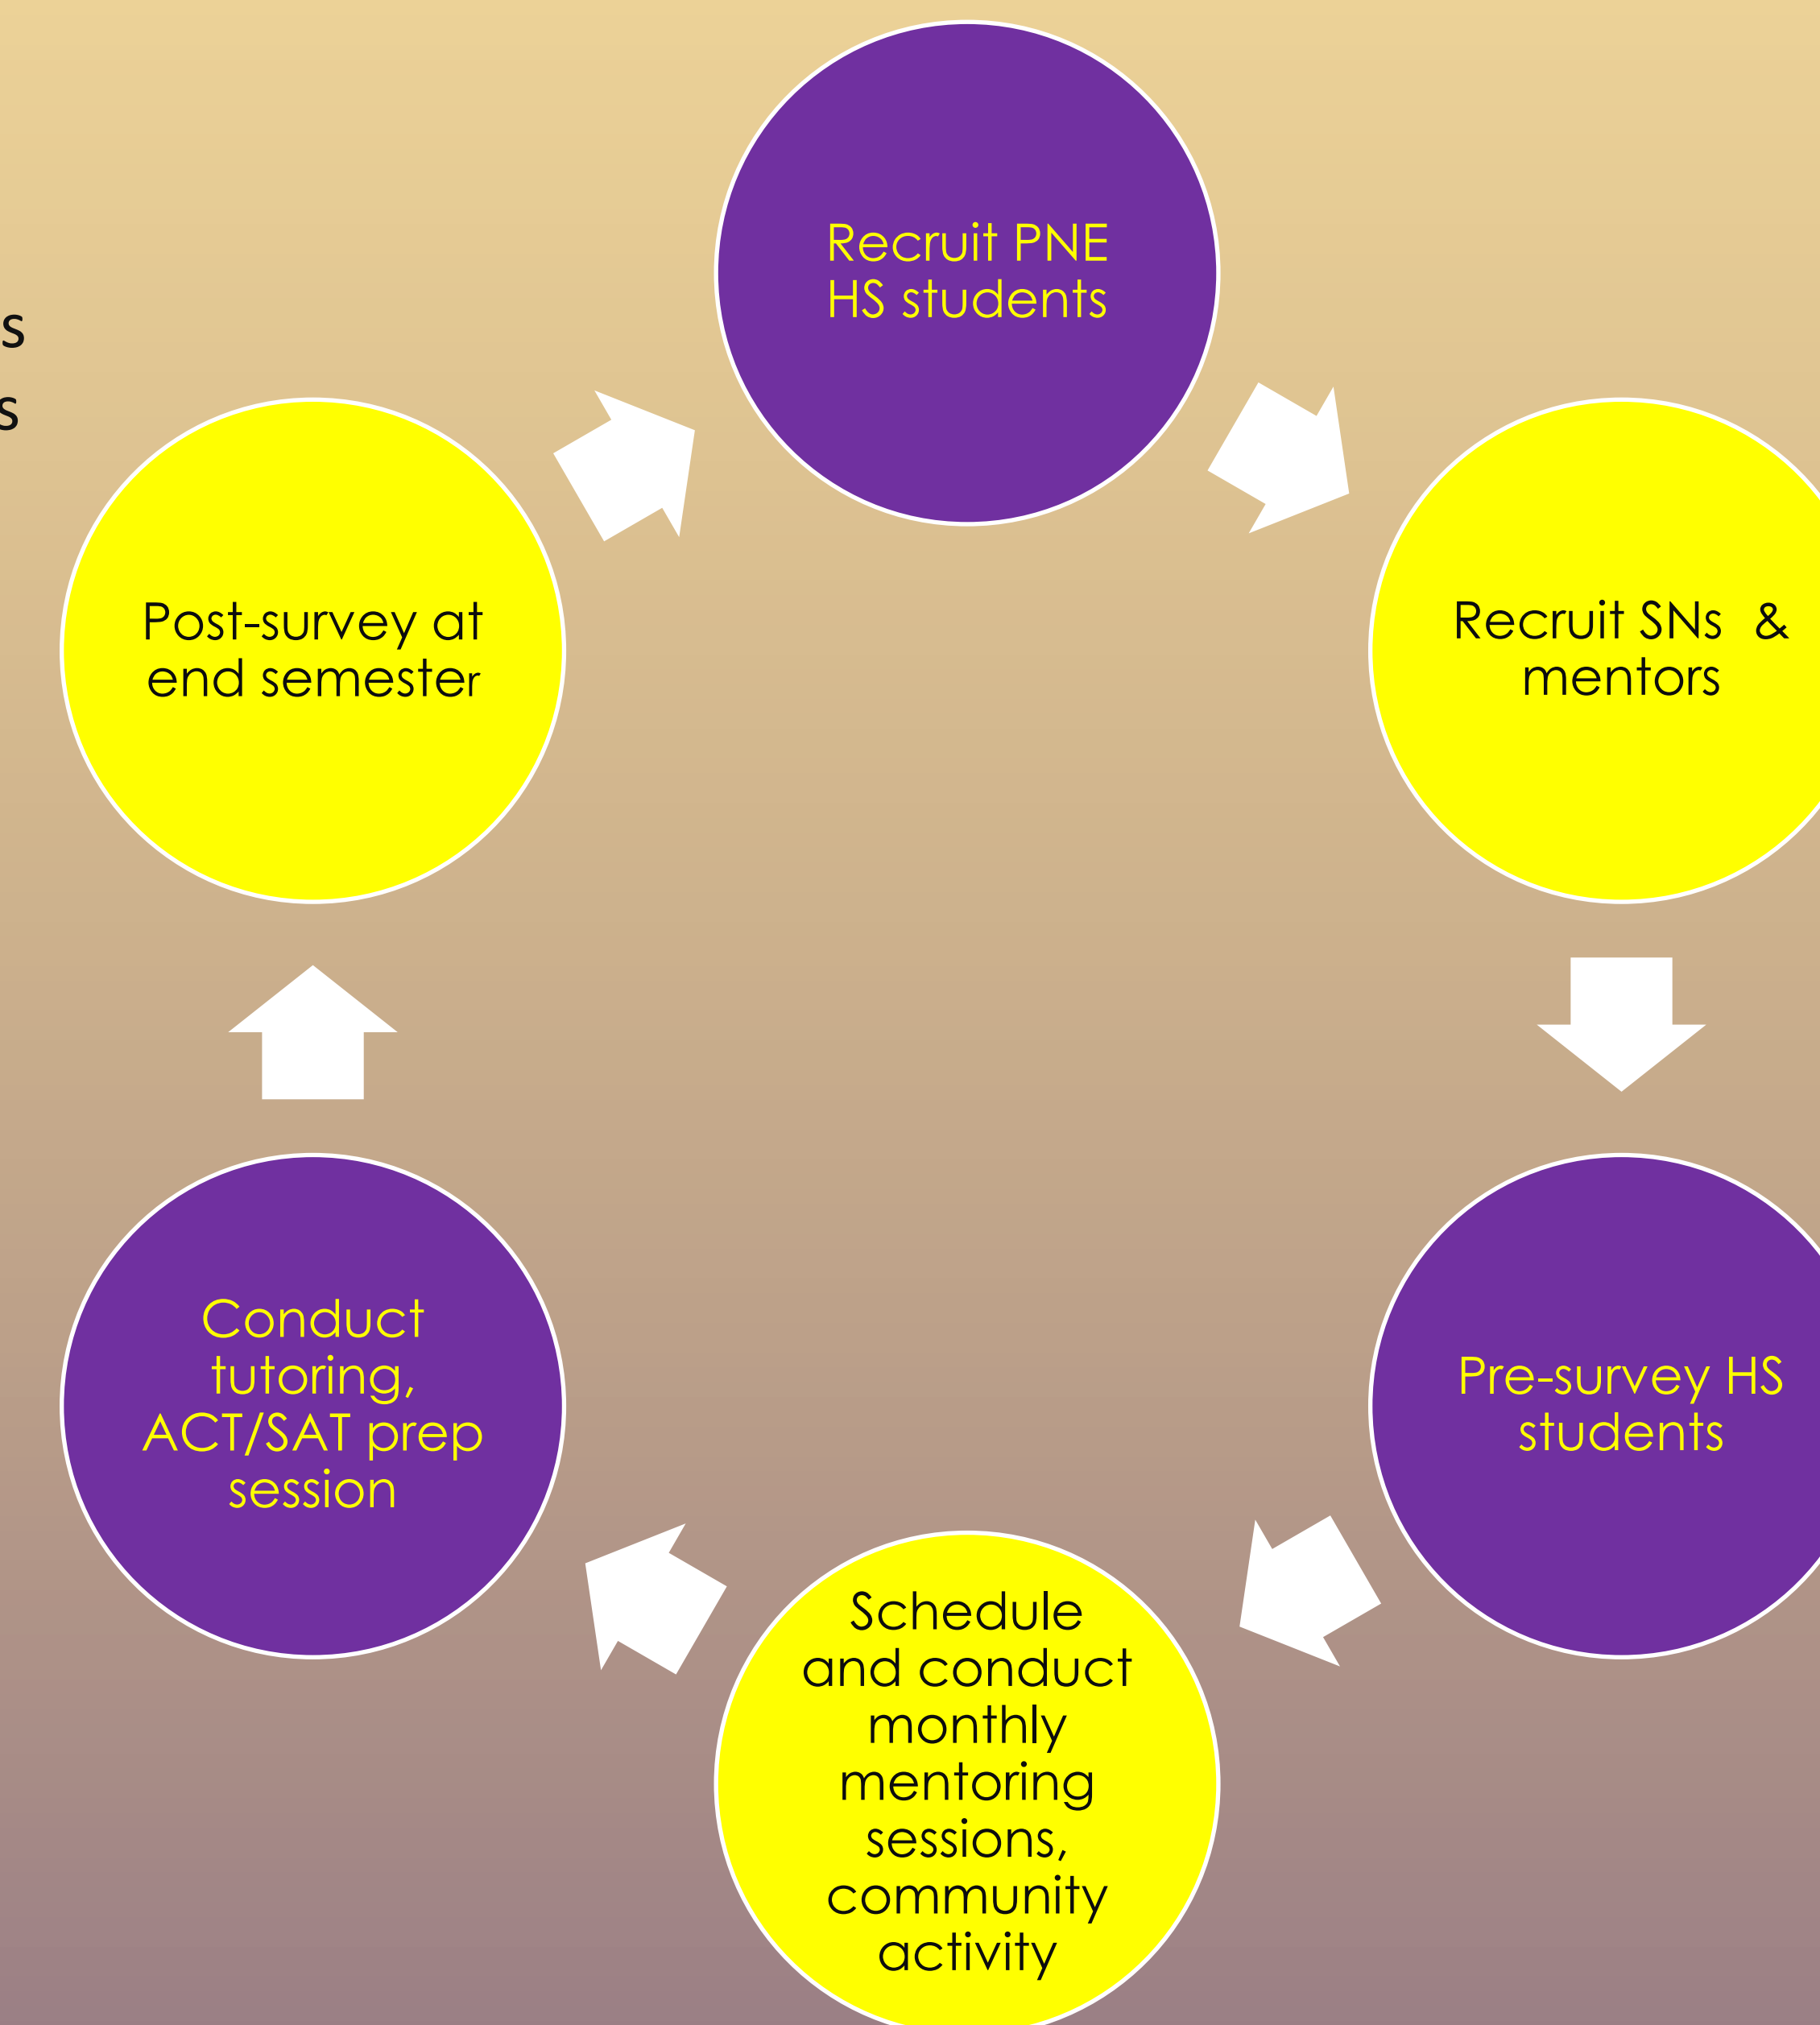 Recruit PNE
HS students
s
s
Post-survey at
end semester
Recruit SNs &
mentors
Conduct
tutoring,
ACT/SAT prep
session
Pre-survey HS
students
Schedule
and conduct
monthly
mentoring
sessions,
community
activity